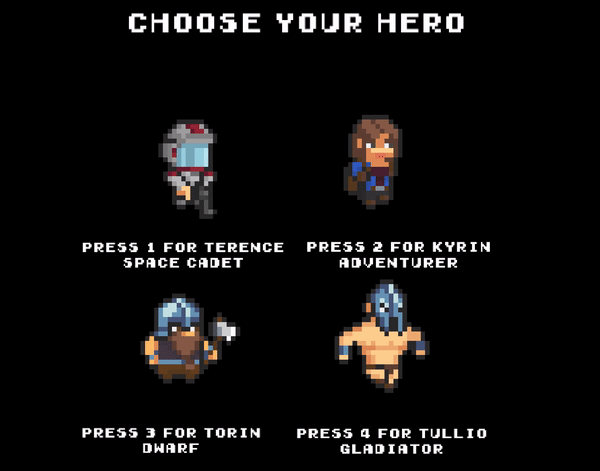 CHOOSE YOUR HERO
PRESS 1 FOR TERENCE
SPACE CADET
PRESS 2 FOR KYRIN
ADVENTURER
PRESS 3 FOR TORIN
DWARF
PRESS 4 FOR TULLIO
GLADIATOR